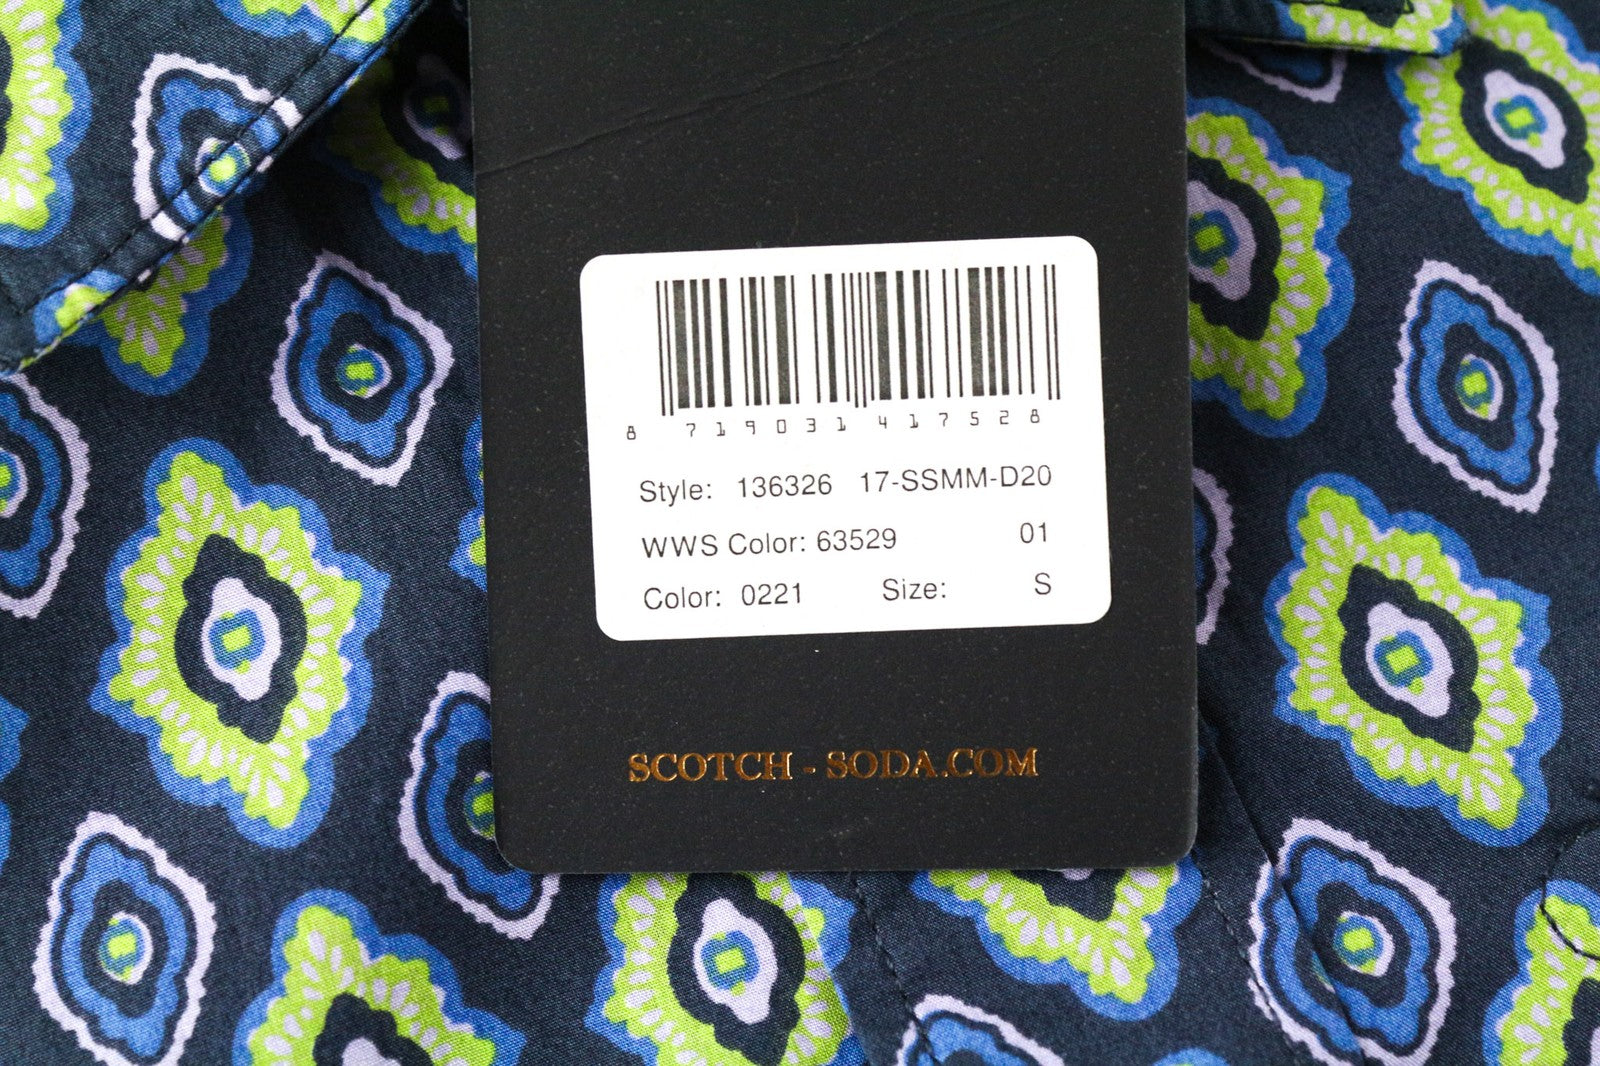 8 719031 417528
Style: 136326 17-SSMM-D20
WWS Color: 63529 01
Color: 0221 Size: S
SCOTCH - SODA.COM